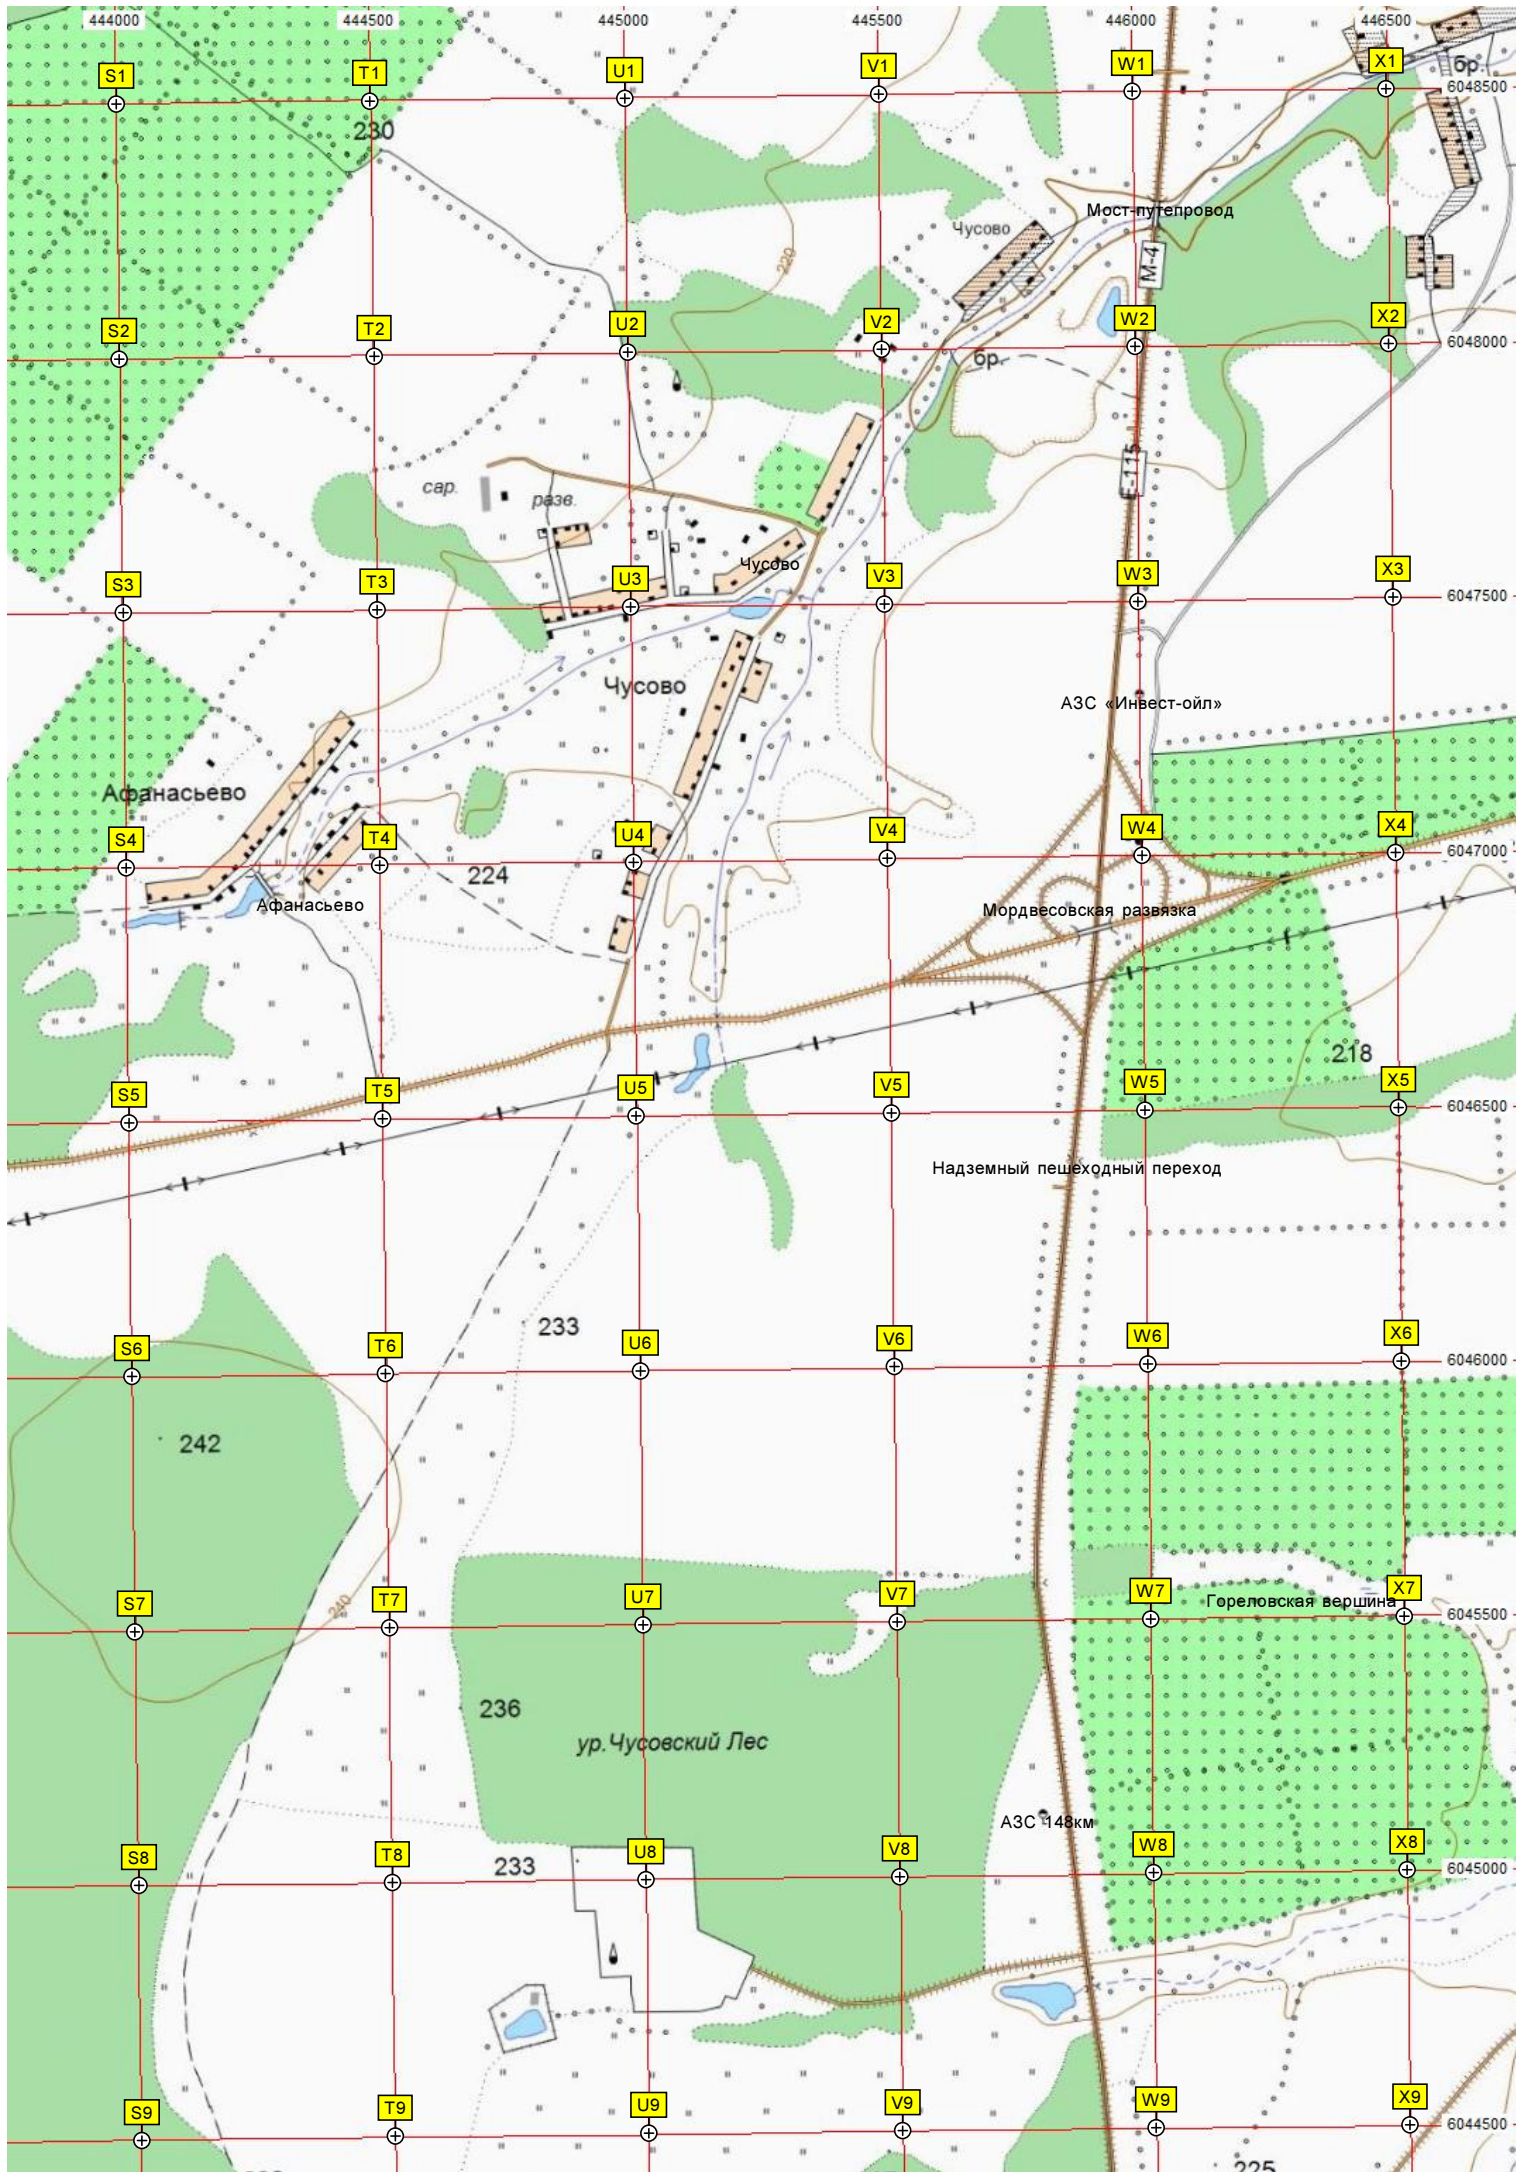 444000 444500 445000 445500 446000 446500
S1 T1 U1 V1 W1 X1
бр.
6048500
230
Мост-путепровод
Чусово
220
М-4
S2 T2 U2 V2 W2 X2
6048000
бр.
Е-115
сар.
разв.
Чусово
S3 T3 U3 V3 W3 X3
6047500
Чусово
АЗС «Инвест-ойл»
Афанасьево
S4 T4 U4 V4 W4 X4
6047000
224
Афанасьево
Мордвесовская развязка
218
S5 T5 U5 V5 W5 X5
6046500
Надземный пешеходный переход
233
S6 T6 U6 V6 W6 X6
6046000
242
240
S7 T7 U7 V7 W7 X7
Гореловская вершина
6045500
236
ур.Чусовский Лес
АЗС 148км
S8 T8 U8 V8 W8 X8
233
6045000
S9 T9 U9 V9 W9 X9
6044500
225